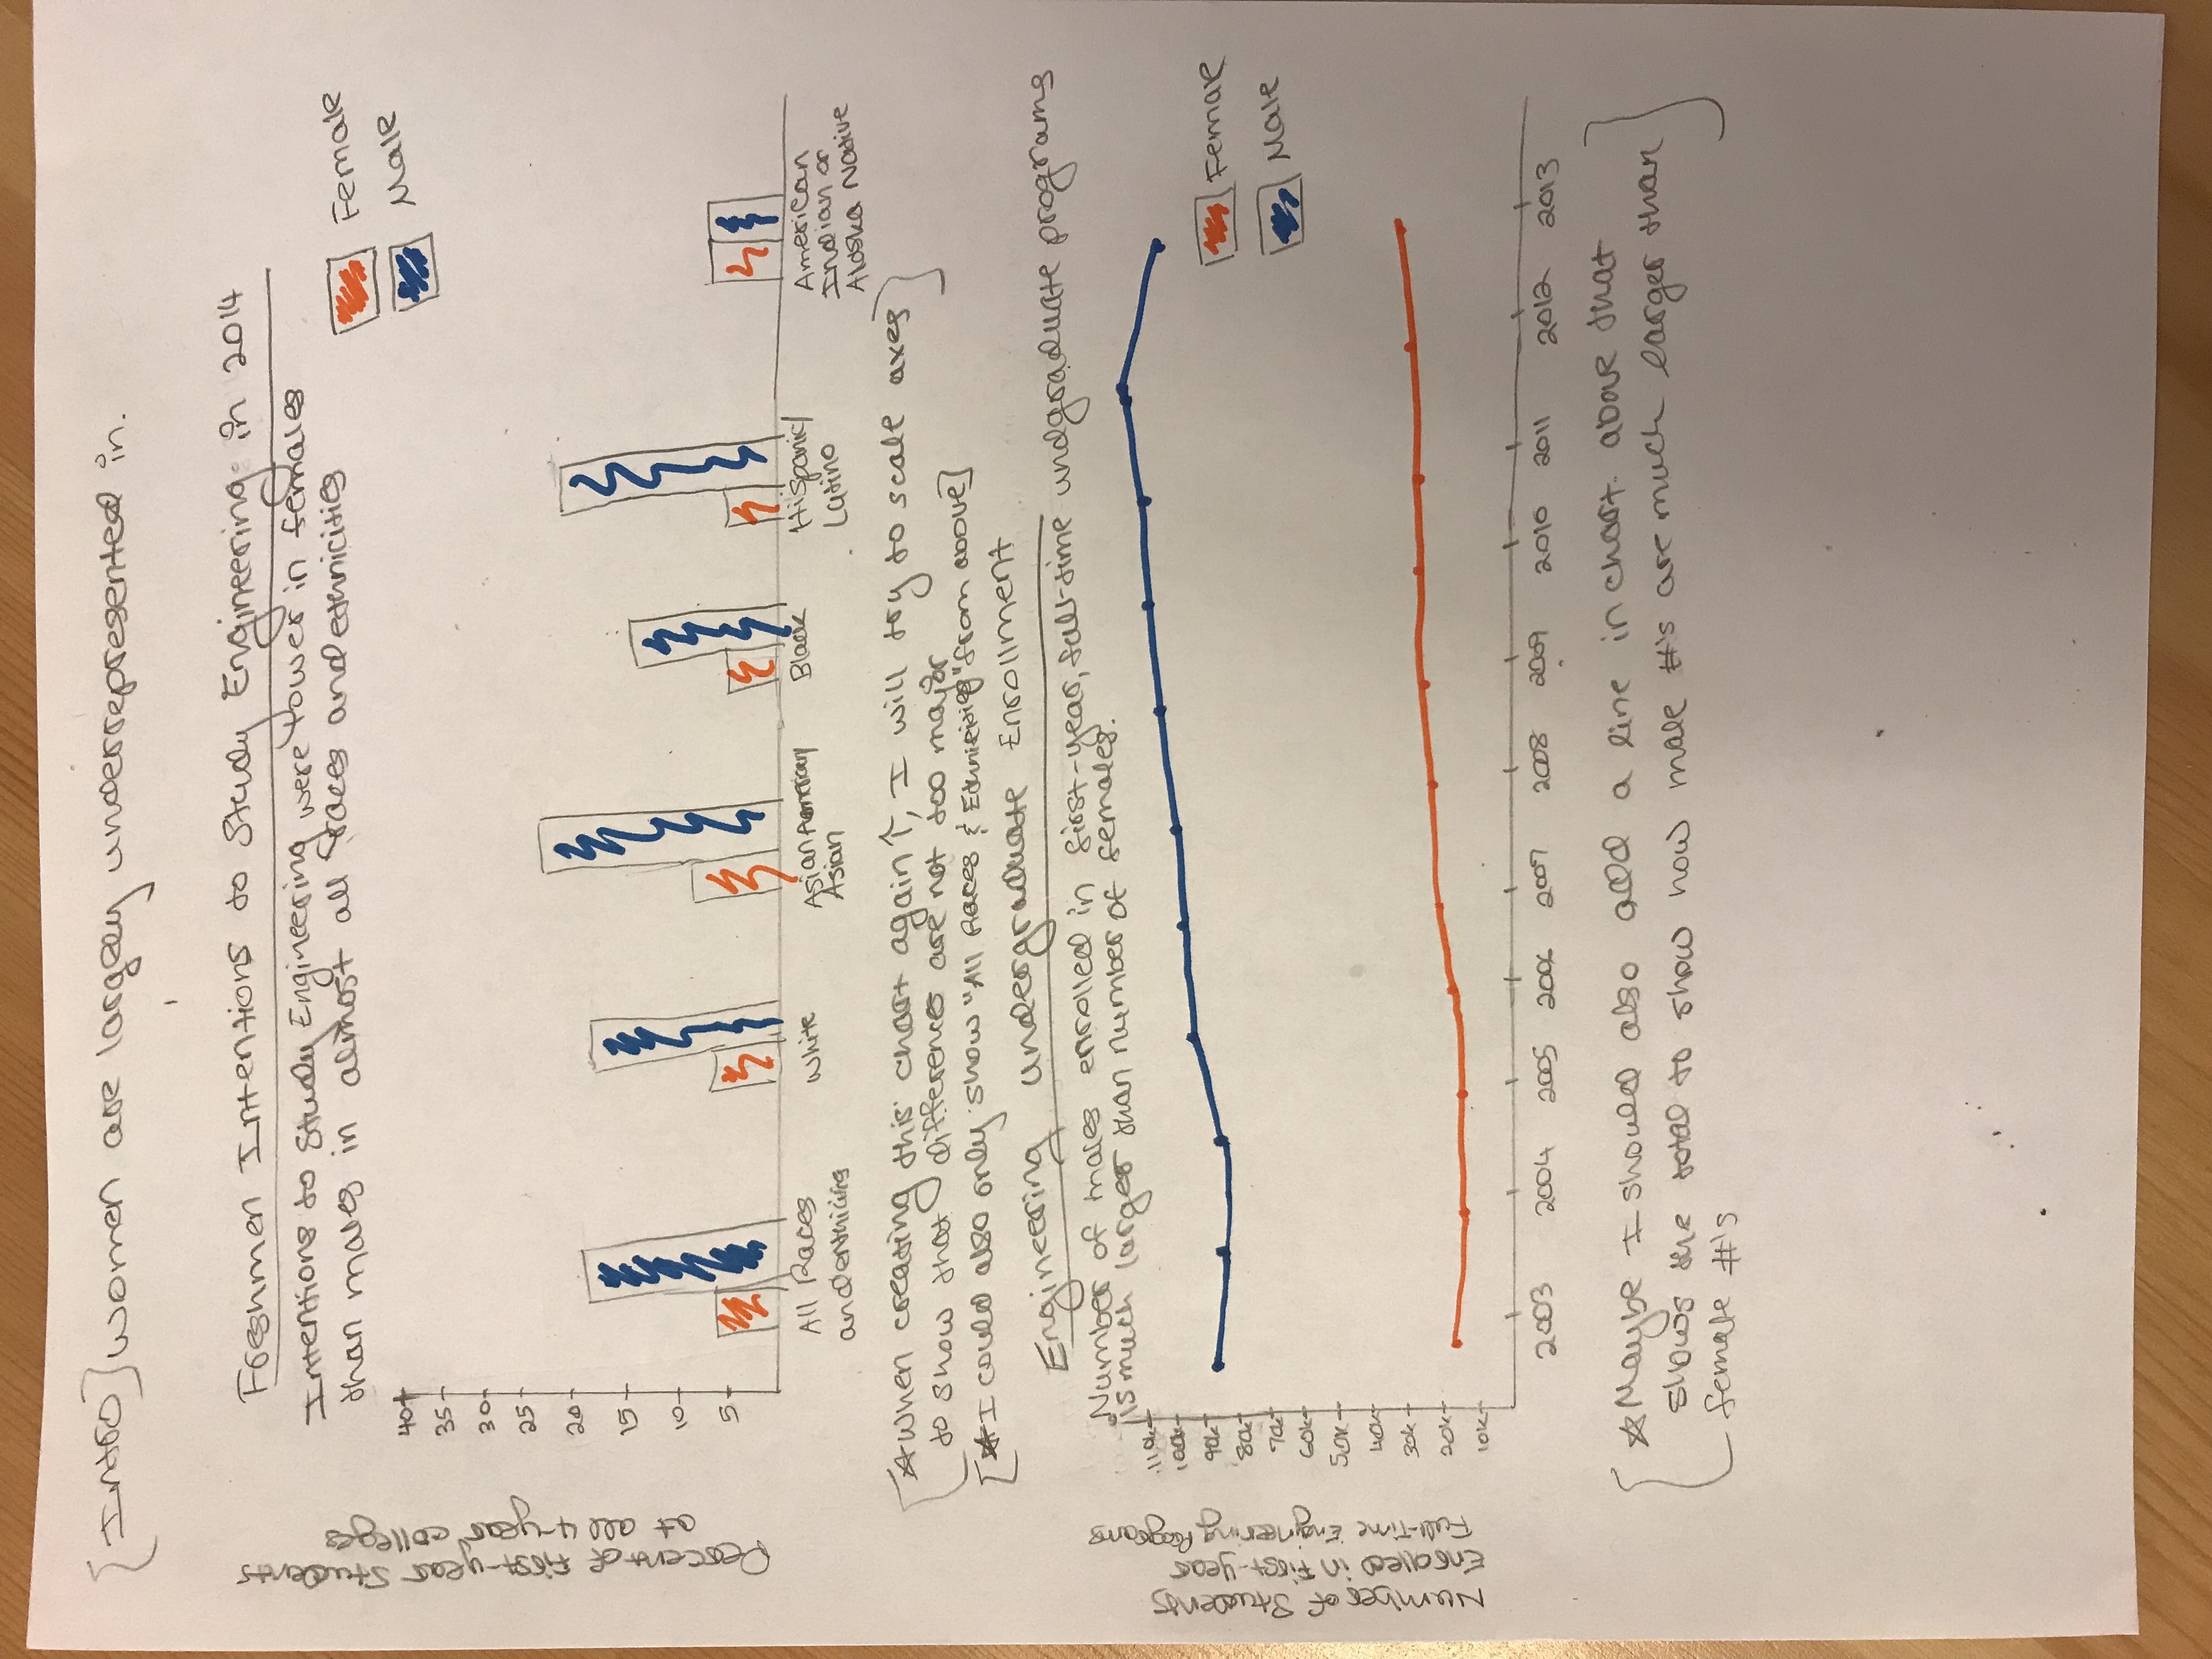 {Intro} Women are largely underrepresented in.
Freshmen Intentions to Study Engineering in 2014
Intentions to Study Engineering were lower in females
than males in almost all races and ethnicities
Female
Male
Percent of First-year Students
at all 4-year colleges
40
35
30
25
20
15
10
5
All Races
and
White
Asian American/
Asian
Black
Hispanic/
Latino
American
Indian or
Alaska Native
[☆ When creating this chart again ↑, I will try to scale axes
to show that differences are not too major]
[☆ I could also only show "All Races & Ethnicities" from above]
Engineering Undergraduate Enrollment
Number of males enrolled in first-year, full-time undgraduate programs
is much larger than number of females.
Number of Students
Enrolled in First-year
Full-Time Engineering Programs
110k
100k
90k
80k
70k
60k
50k
40k
30k
20k
10k
Female
Male
2003 2004 2005 2006 2007 2008 2009 2010 2011 2012 2013
[☆ Maybe I should also add a line in chart above that
shows the total to show how male #'s are much larger than
female #'s]